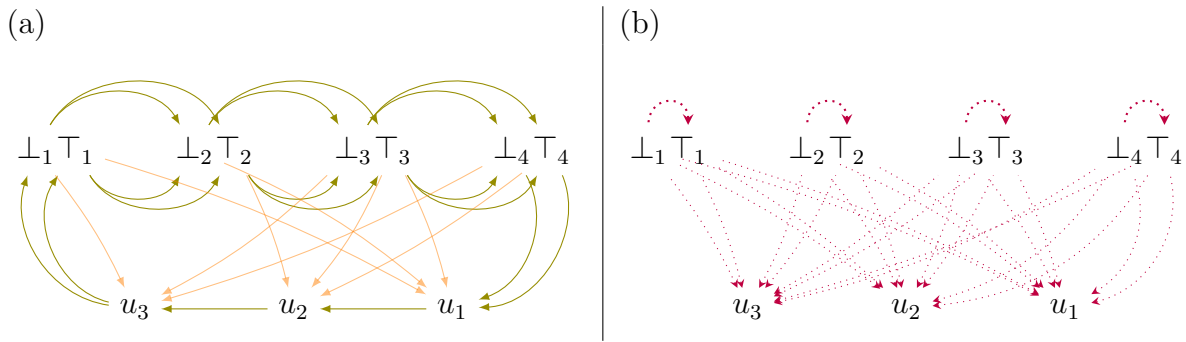 (a) (b)
⊥₁⊤₁ ⊥₂⊤₂ ⊥₃⊤₃ ⊥₄⊤₄ ⊥₁⊤₁ ⊥₂⊤₂ ⊥₃⊤₃ ⊥₄⊤₄
u₃ u₂ u₁ u₃ u₂ u₁